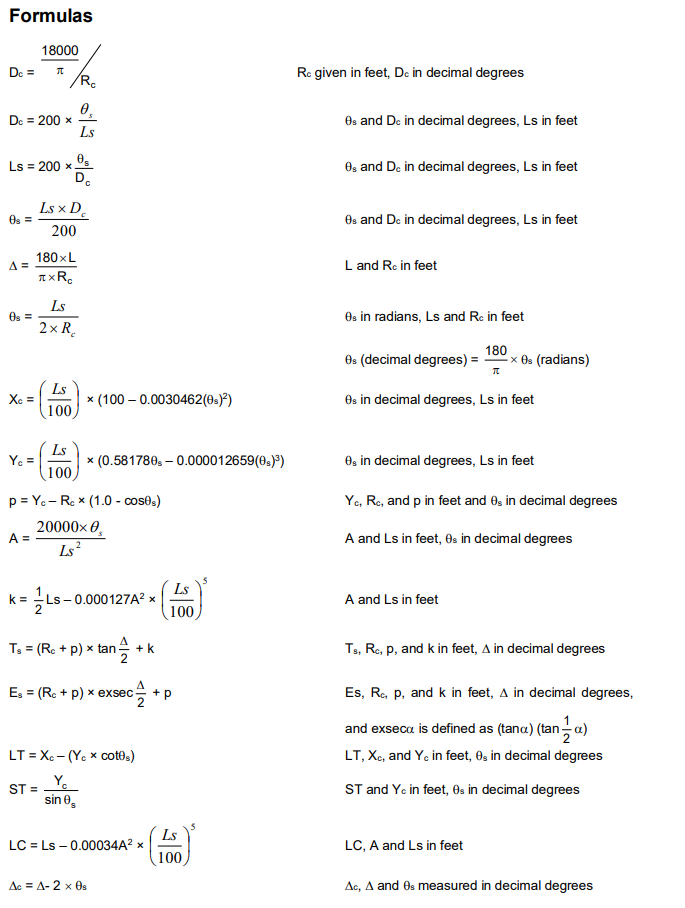 Formulas
Dc = 18000/π / Rc Rc given in feet, Dc in decimal degrees
Dc = 200 × θs/Ls θs and Dc in decimal degrees, Ls in feet
Ls = 200 × θs/Dc θs and Dc in decimal degrees, Ls in feet
θs = Ls × Dc/200 θs and Dc in decimal degrees, Ls in feet
Δ = 180×L/π×Rc L and Rc in feet
θs = Ls/2 × Rc θs in radians, Ls and Rc in feet
θs (decimal degrees) = 180/π × θs (radians)
Xc = (Ls/100) × (100 – 0.0030462(θs)²) θs in decimal degrees, Ls in feet
Yc = (Ls/100) × (0.58178θs – 0.000012659(θs)³) θs in decimal degrees, Ls in feet
p = Yc – Rc × (1.0 - cosθs) Yc, Rc, and p in feet and θs in decimal degrees
A = 20000× θs/Ls² A and Ls in feet, θs in decimal degrees
k = 1/2 Ls – 0.000127A² × (Ls/100)⁵ A and Ls in feet
Ts = (Rc + p) × tan Δ/2 + k Ts, Rc, p, and k in feet, Δ in decimal degrees
Es = (Rc + p) × exsec Δ/2 + p Es, Rc, p, and k in feet, Δ in decimal degrees,
and exsecα is defined as (tanα) (tan 1/2 α)
LT = Xc – (Yc × cotθs) LT, Xc, and Yc in feet, θs in decimal degrees
ST = Yc/sin θs ST and Yc in feet, θs in decimal degrees
LC = Ls – 0.00034A² × (Ls/100)⁵ LC, A and Ls in feet
Δc = Δ- 2 × θs Δc, Δ and θs measured in decimal degrees